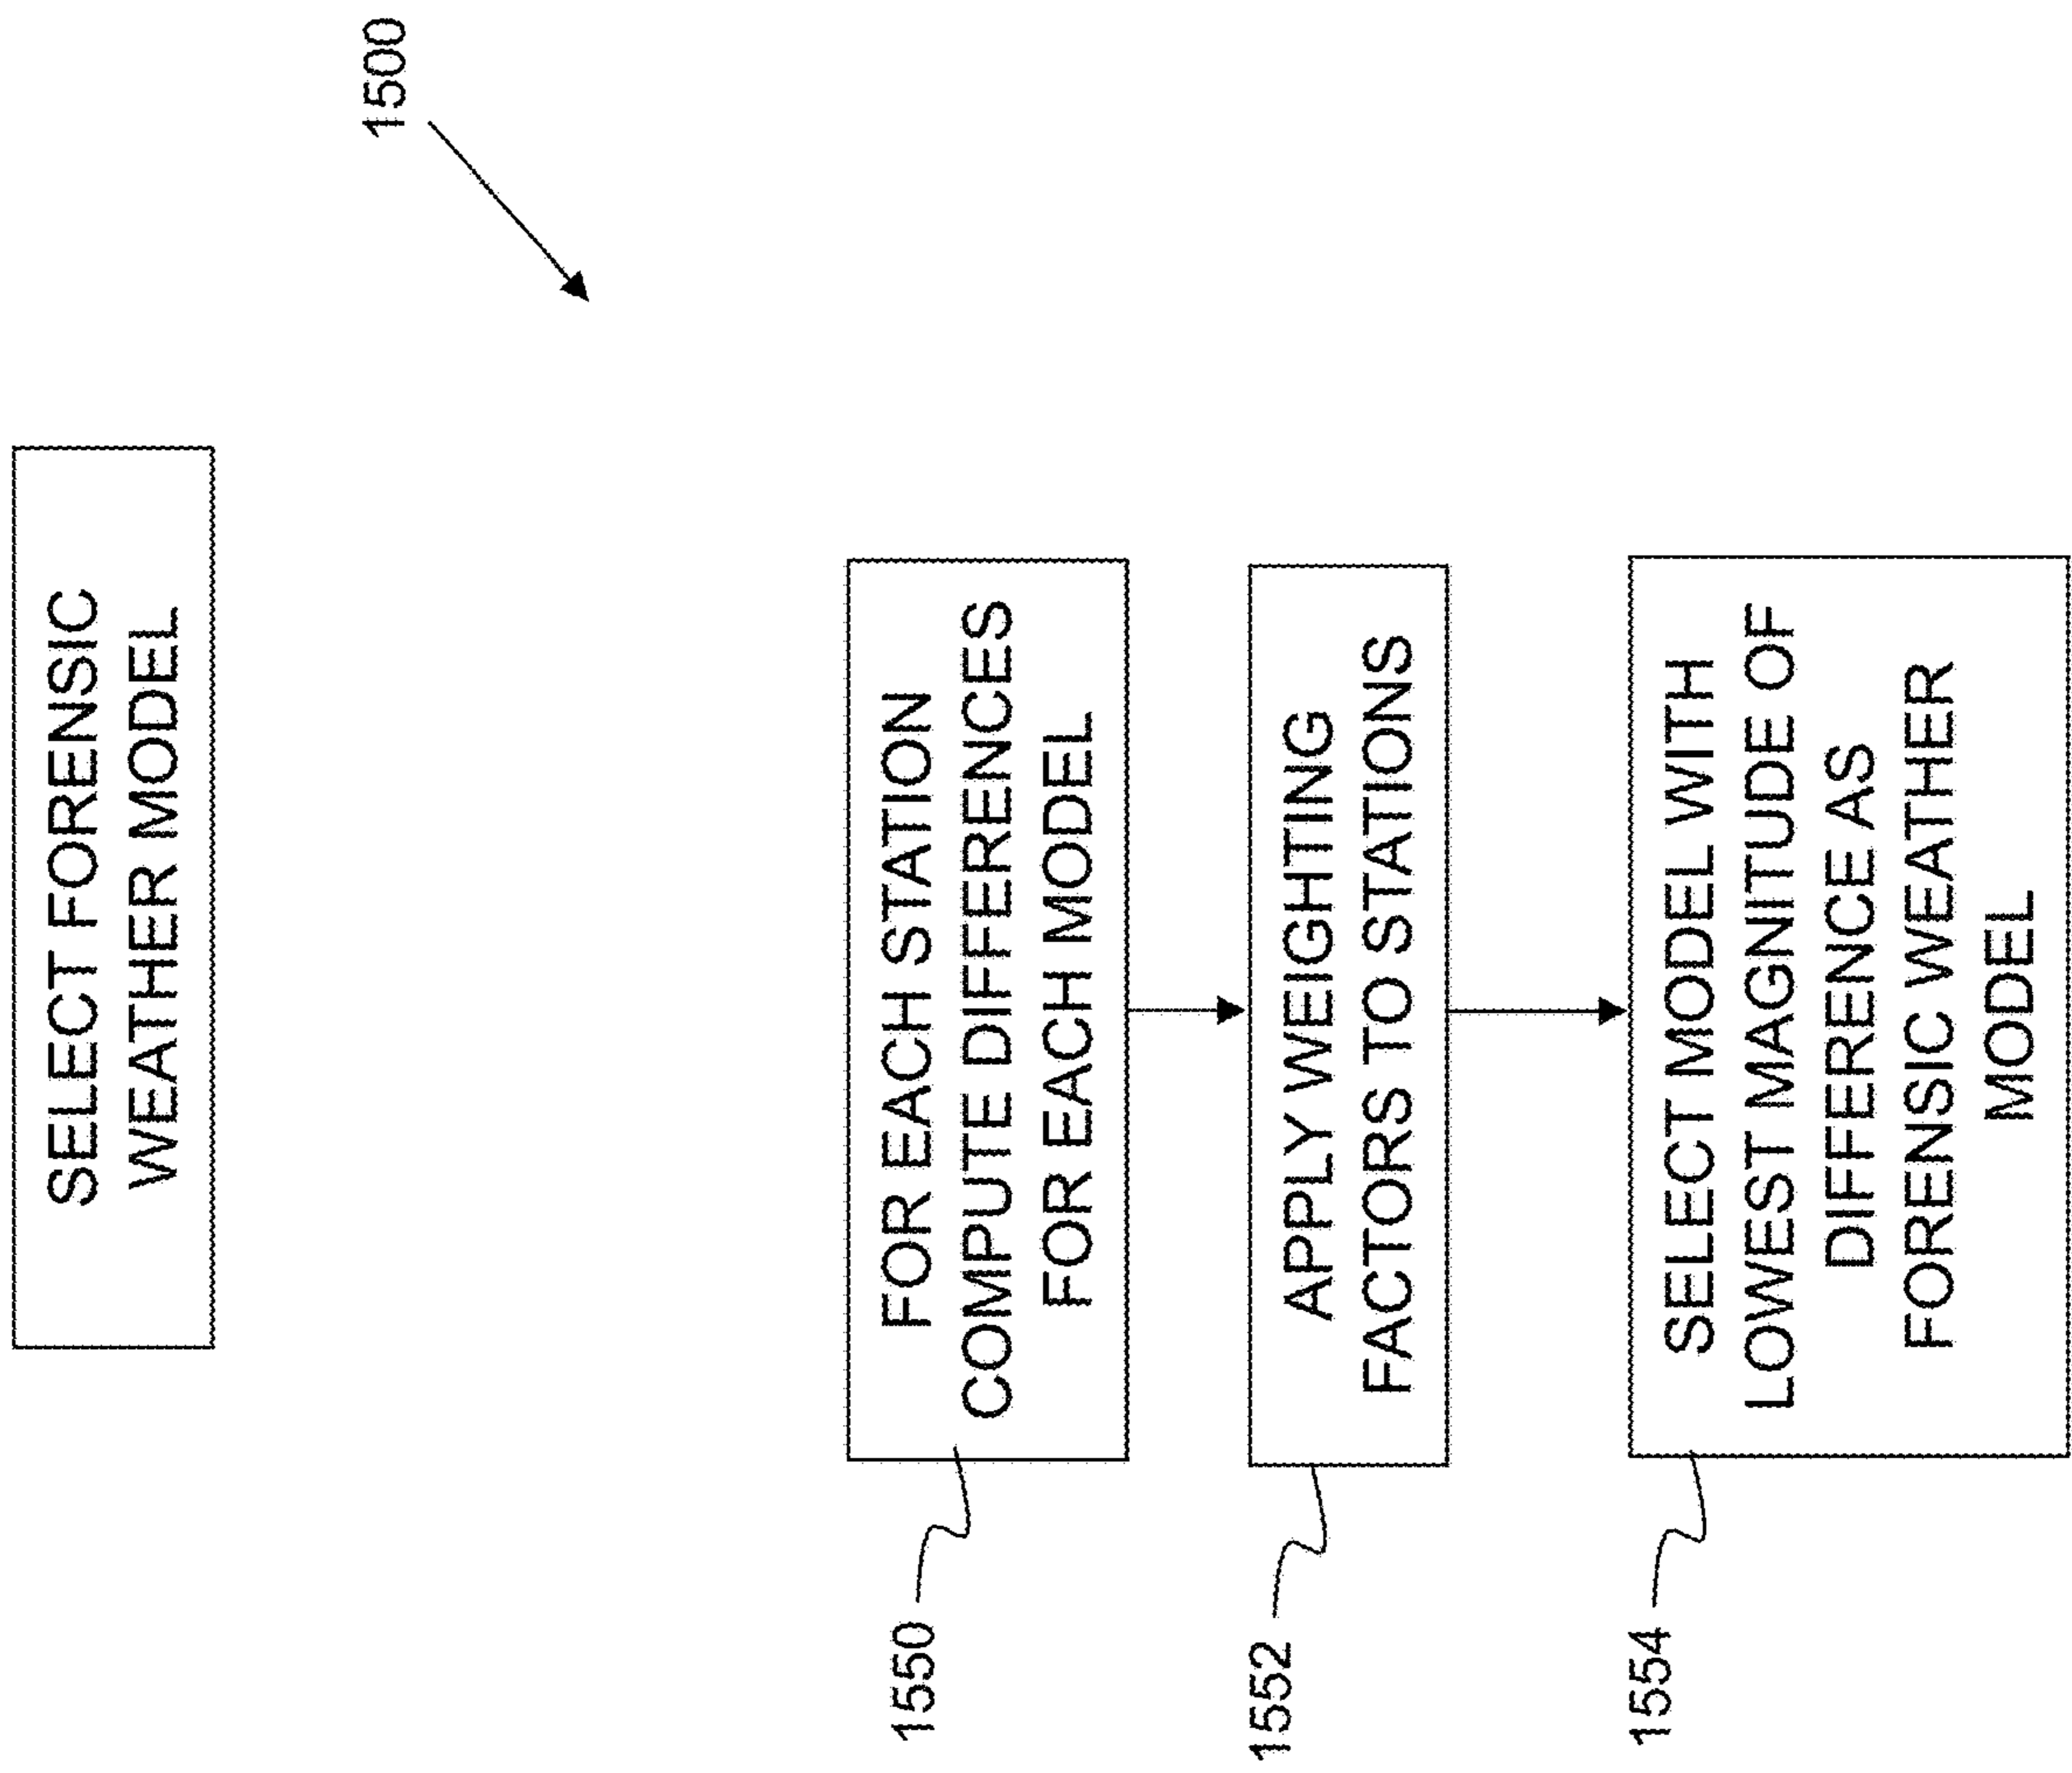 SELECT FORENSIC
WEATHER MODEL
1500
1550
FOR EACH STATION
COMPUTE DIFFERENCES
FOR EACH MODEL
1552
APPLY WEIGHTING
FACTORS TO STATIONS
1554
SELECT MODEL WITH
LOWEST MAGNITUDE OF
DIFFERENCE AS
FORENSIC WEATHER
MODEL